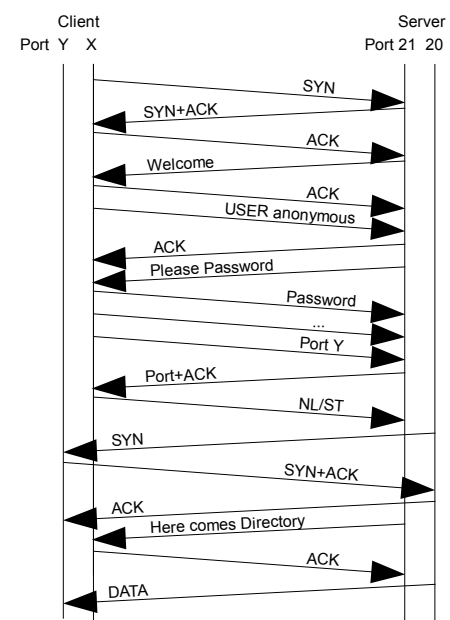 Client Server
Port Y X Port 21 20
SYN
SYN+ACK
ACK
Welcome
ACK
USER anonymous
ACK
Please Password
Password
...
Port Y
Port+ACK
NL/ST
SYN
SYN+ACK
ACK
Here comes Directory
ACK
DATA